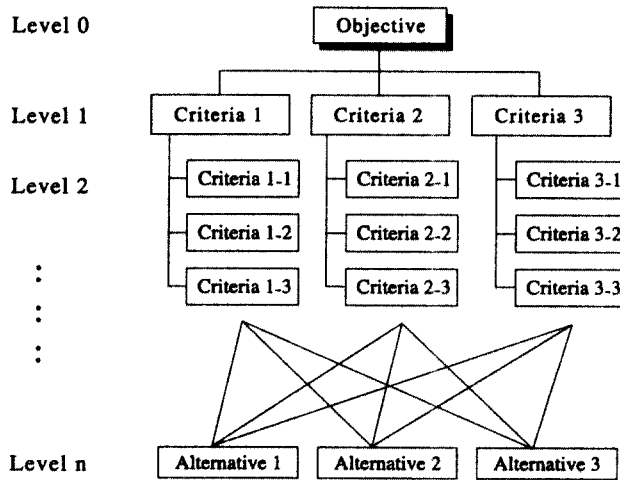 Level 0 Objective
Level 1 Criteria 1 Criteria 2 Criteria 3
Level 2 Criteria 1-1 Criteria 2-1 Criteria 3-1
Criteria 1-2 Criteria 2-2 Criteria 3-2
Criteria 1-3 Criteria 2-3 Criteria 3-3
Level n Alternative 1 Alternative 2 Alternative 3